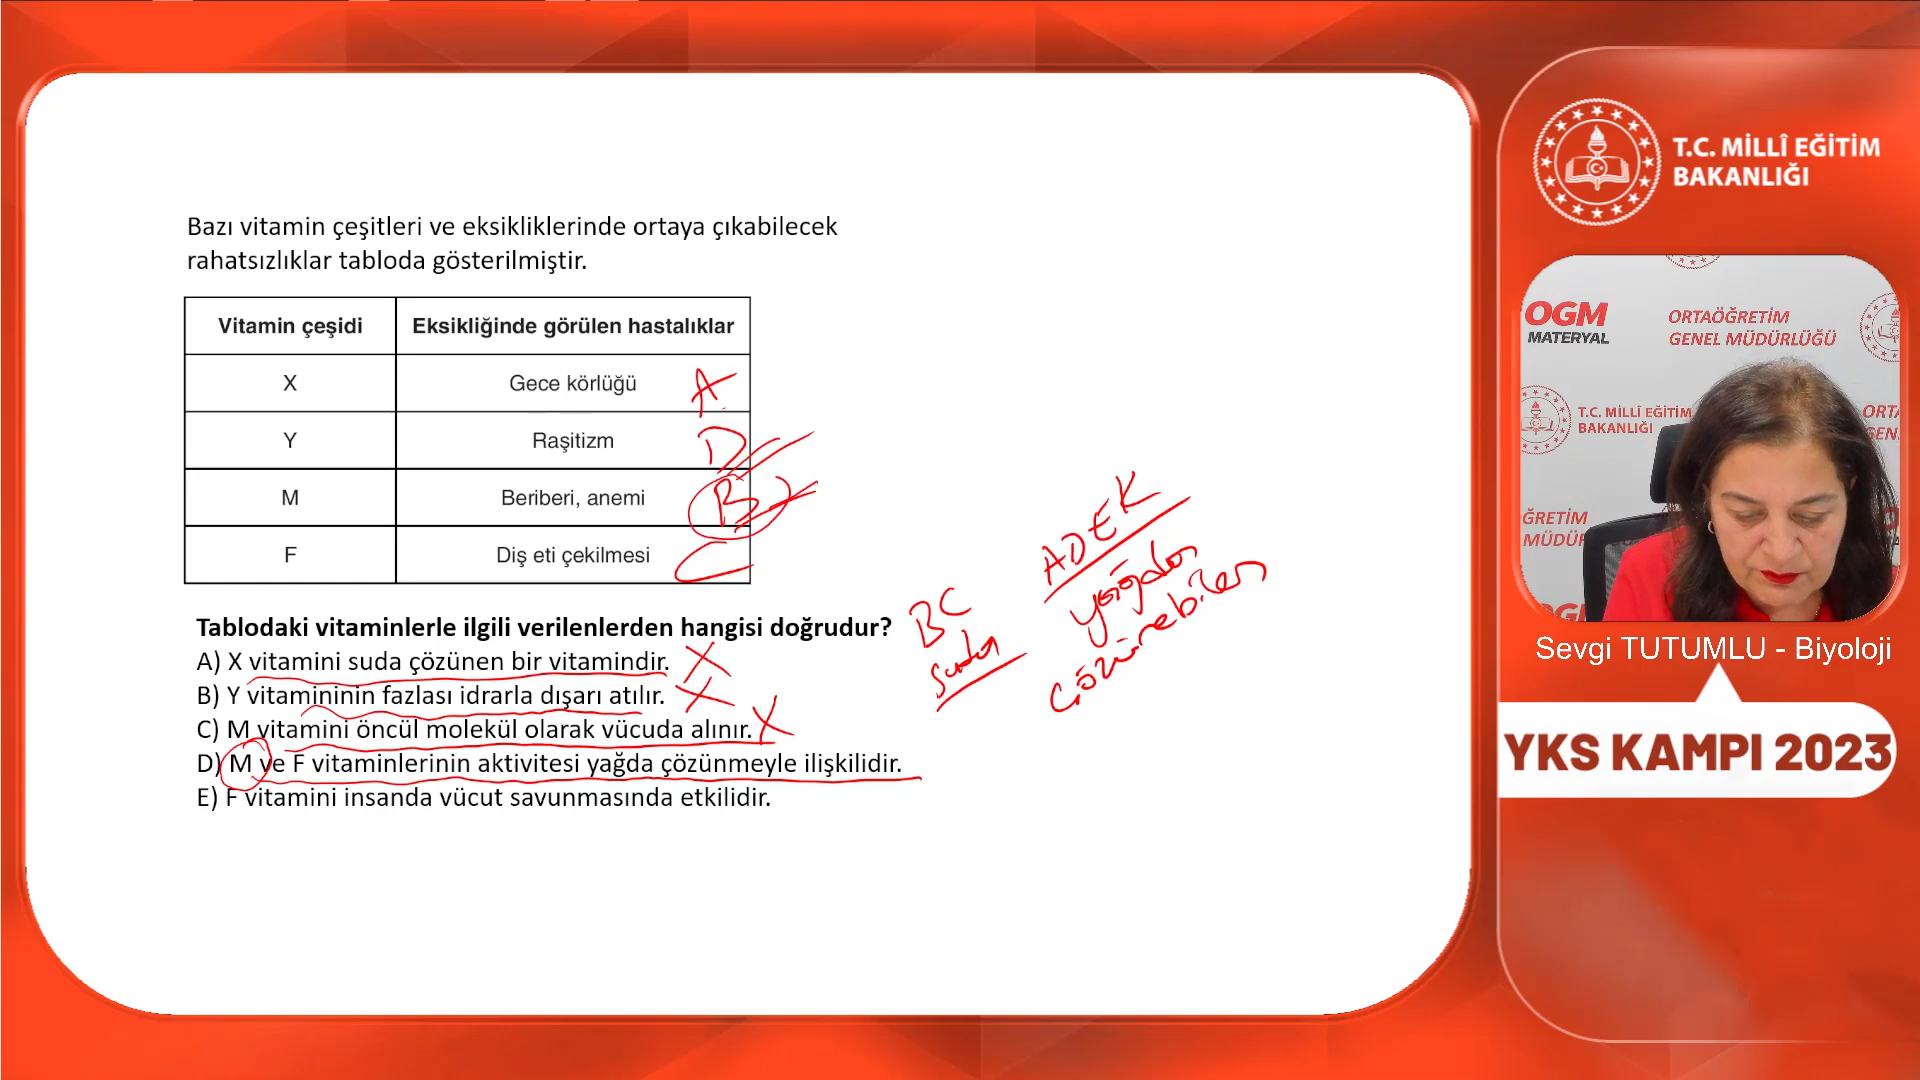 Bazı vitamin çeşitleri ve eksikliklerinde ortaya çıkabilecek
rahatsızlıklar tabloda gösterilmiştir.
Vitamin çeşidi Eksikliğinde görülen hastalıklar
X Gece körlüğü A
Y Raşitizm D
M Beriberi, anemi B
F Diş eti çekilmesi C
Tablodaki vitaminlerle ilgili verilenlerden hangisi doğrudur?
A) X vitamini suda çözünen bir vitamindir. X
B) Y vitamininin fazlası idrarla dışarı atılır. X
C) M vitamini öncül molekül olarak vücuda alınır. X
D) M ve F vitaminlerinin aktivitesi yağda çözünmeyle ilişkilidir.
E) F vitamini insanda vücut savunmasında etkilidir.
BC
suda
ADEK
yağda
çözünebilen
T.C. MİLLÎ EĞİTİM
BAKANLIĞI
OGM
MATERYAL
ORTAÖĞRETİM
GENEL MÜDÜRLÜĞÜ
T.C. MİLLÎ EĞİTİM
BAKANLIĞI
ORTA
GEN
ĞRETİM
MÜDÜR
Sevgi TUTUMLU - Biyoloji
YKS KAMPI 2023